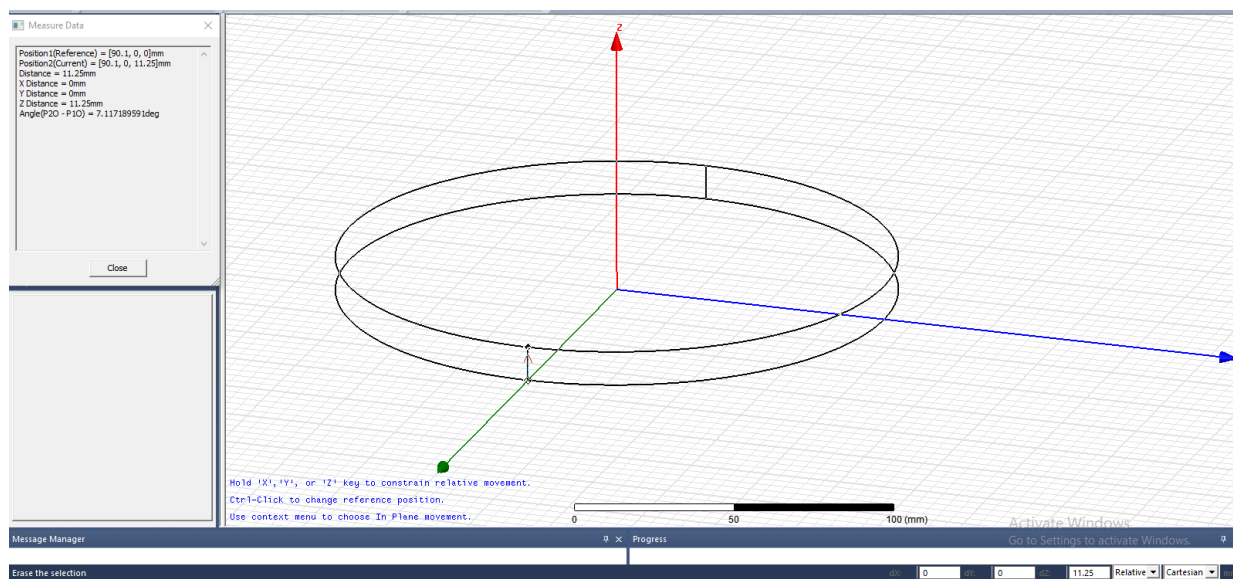 Measure Data
Position1(Reference) = [90.1, 0, 0]mm
Position2(Current) = [90.1, 0, 11.25]mm
Distance = 11.25mm
X Distance = 0mm
Y Distance = 0mm
Z Distance = 11.25mm
Angle(P2O - P1O) = 7.117189591deg
Close
Z
Hold 'X','Y', or 'Z' key to constrain relative movement.
Ctrl-Click to change reference position.
Use context menu to choose In Plane movement.
0 50 100 (mm)
Activate Windows
Go to Settings to activate Windows.
Message Manager
Progress
Erase the selection
dX: 0 dY: 0 dZ: 11.25 Relative Cartesian